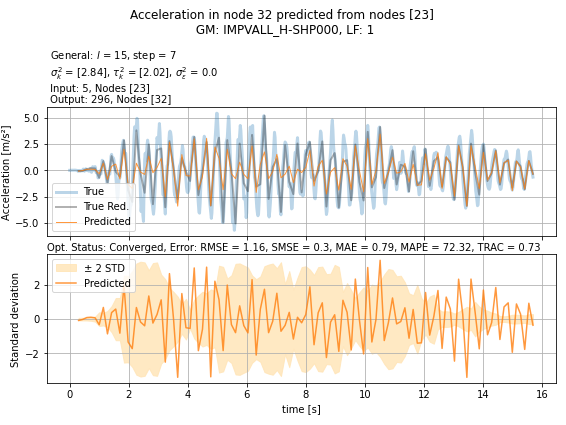 Acceleration in node 32 predicted from nodes [23]
GM: IMPVALL_H-SHP000, LF: 1
General: l = 15, step = 7
σ²ₖ = [2.84], τ²ₖ = [2.02], σ²ε = 0.0
Input: 5, Nodes [23]
Output: 296, Nodes [32]
Acceleration [m/s²]
5.0
2.5
0.0
−2.5
−5.0
True
True Red.
Predicted
Opt. Status: Converged, Error: RMSE = 1.16, SMSE = 0.3, MAE = 0.79, MAPE = 72.32, TRAC = 0.73
Standard deviation
2
0
−2
± 2 STD
Predicted
0 2 4 6 8 10 12 14 16
time [s]